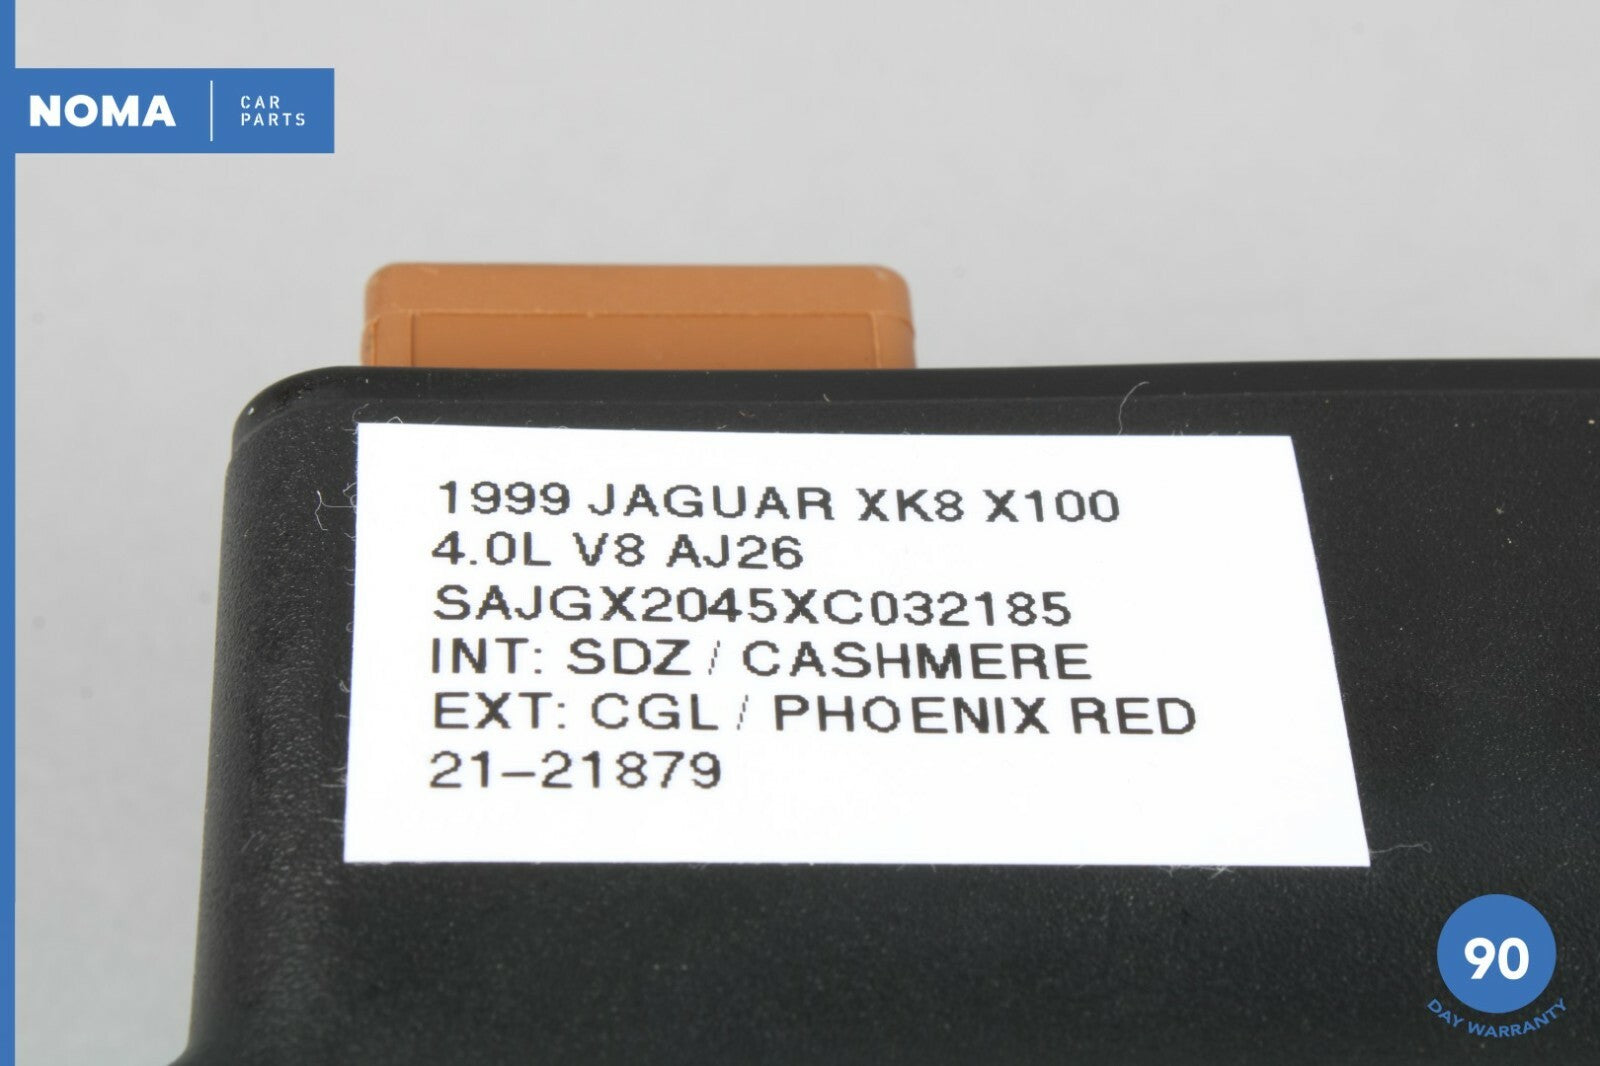 NOMA
CAR
PARTS
1999 JAGUAR XK8 X100
4.0L V8 AJ26
SAJGX2045XC032185
INT: SDZ / CASHMERE
EXT: CGL / PHOENIX RED
21-21879
90
DAY WARRANTY